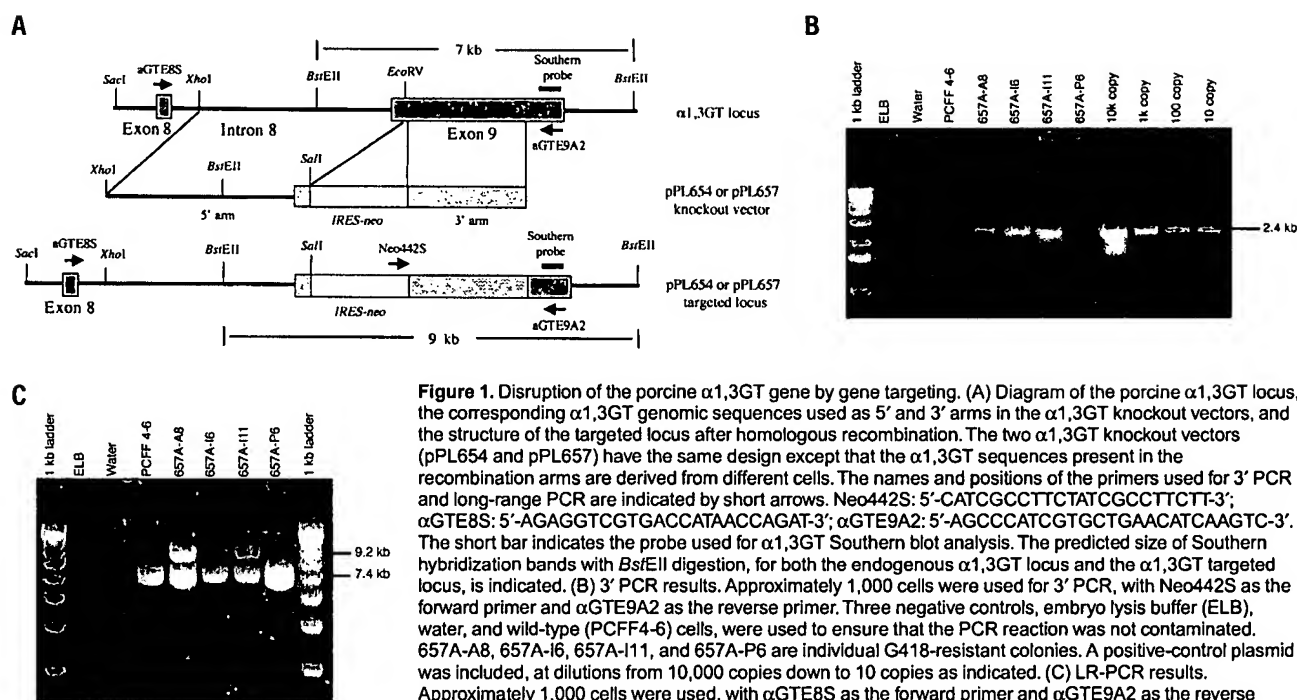 A
7 kb
Southern
probe
SacI
aGTE8S
XhoI
BstEII
EcoRV
BstEII
Exon 8
Intron 8
Exon 9
aGTE9A2
α1,3GT locus
XhoI
BstEII
SalI
5' arm
IRES-neo
3' arm
pPL654 or pPL657
knockout vector
SacI
aGTE8S
XhoI
BstEII
SalI
Neo442S
Southern
probe
BstEII
Exon 8
IRES-neo
aGTE9A2
pPL654 or pPL657
targeted locus
9 kb
B
1 kb ladder
ELB
Water
PCFF 4-6
657A-A8
657A-I6
657A-I11
657A-P6
10k copy
1k copy
100 copy
10 copy
2.4 kb
C
1 kb ladder
ELB
Water
PCFF 4-6
657A-A8
657A-I6
657A-I11
657A-P6
1 kb ladder
9.2 kb
7.4 kb
Figure 1. Disruption of the porcine α1,3GT gene by gene targeting. (A) Diagram of the porcine α1,3GT locus,
the corresponding α1,3GT genomic sequences used as 5' and 3' arms in the α1,3GT knockout vectors, and
the structure of the targeted locus after homologous recombination. The two α1,3GT knockout vectors
(pPL654 and pPL657) have the same design except that the α1,3GT sequences present in the
recombination arms are derived from different cells. The names and positions of the primers used for 3' PCR
and long-range PCR are indicated by short arrows. Neo442S: 5'-CATCGCCTTCTATCGCCTTCTT-3';
αGTE8S: 5'-AGAGGTCGTGACCATAACCAGAT-3'; αGTE9A2: 5'-AGCCCATCGTGCTGAACATCAAGTC-3'.
The short bar indicates the probe used for α1,3GT Southern blot analysis. The predicted size of Southern
hybridization bands with BstEII digestion, for both the endogenous α1,3GT locus and the α1,3GT targeted
locus, is indicated. (B) 3' PCR results. Approximately 1,000 cells were used for 3' PCR, with Neo442S as the
forward primer and αGTE9A2 as the reverse primer. Three negative controls, embryo lysis buffer (ELB),
water, and wild-type (PCFF4-6) cells, were used to ensure that the PCR reaction was not contaminated.
657A-A8, 657A-I6, 657A-I11, and 657A-P6 are individual G418-resistant colonies. A positive-control plasmid
was included, at dilutions from 10,000 copies down to 10 copies as indicated. (C) LR-PCR results.
Approximately 1,000 cells were used, with αGTE8S as the forward primer and αGTE9A2 as the reverse